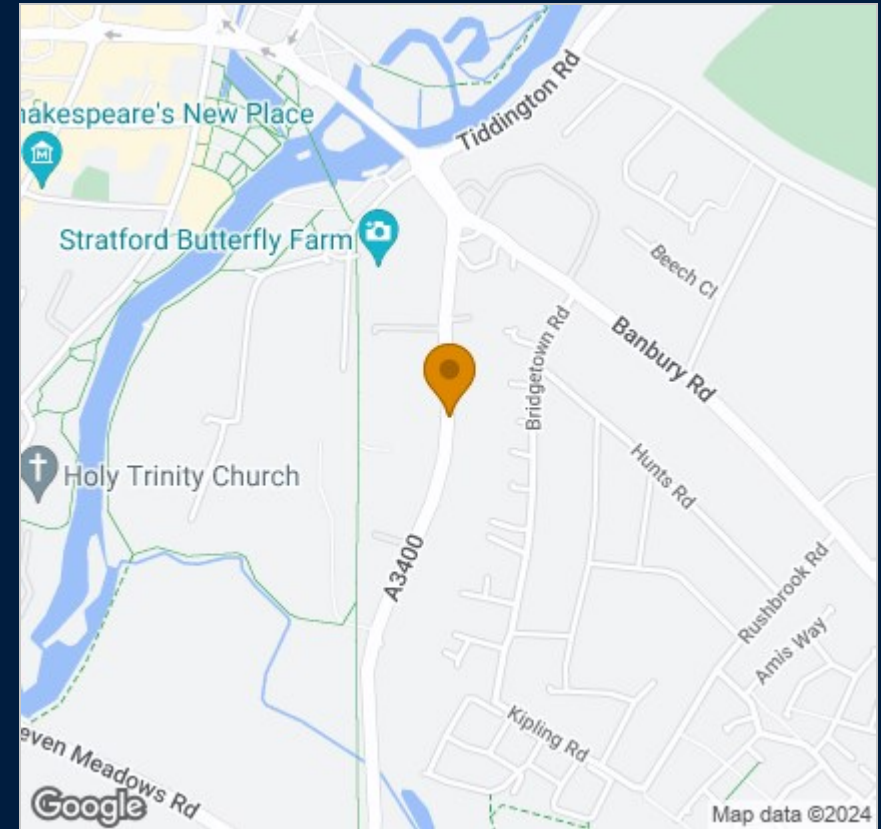 hakespeare's New Place
Tiddington Rd
Stratford Butterfly Farm
Beech Cl
Bridgetown Rd
Banbury Rd
Holy Trinity Church
Hunts Rd
A3400
Rushbrook Rd
Amis Way
Kipling Rd
even Meadows Rd
Google
Map data ©2024